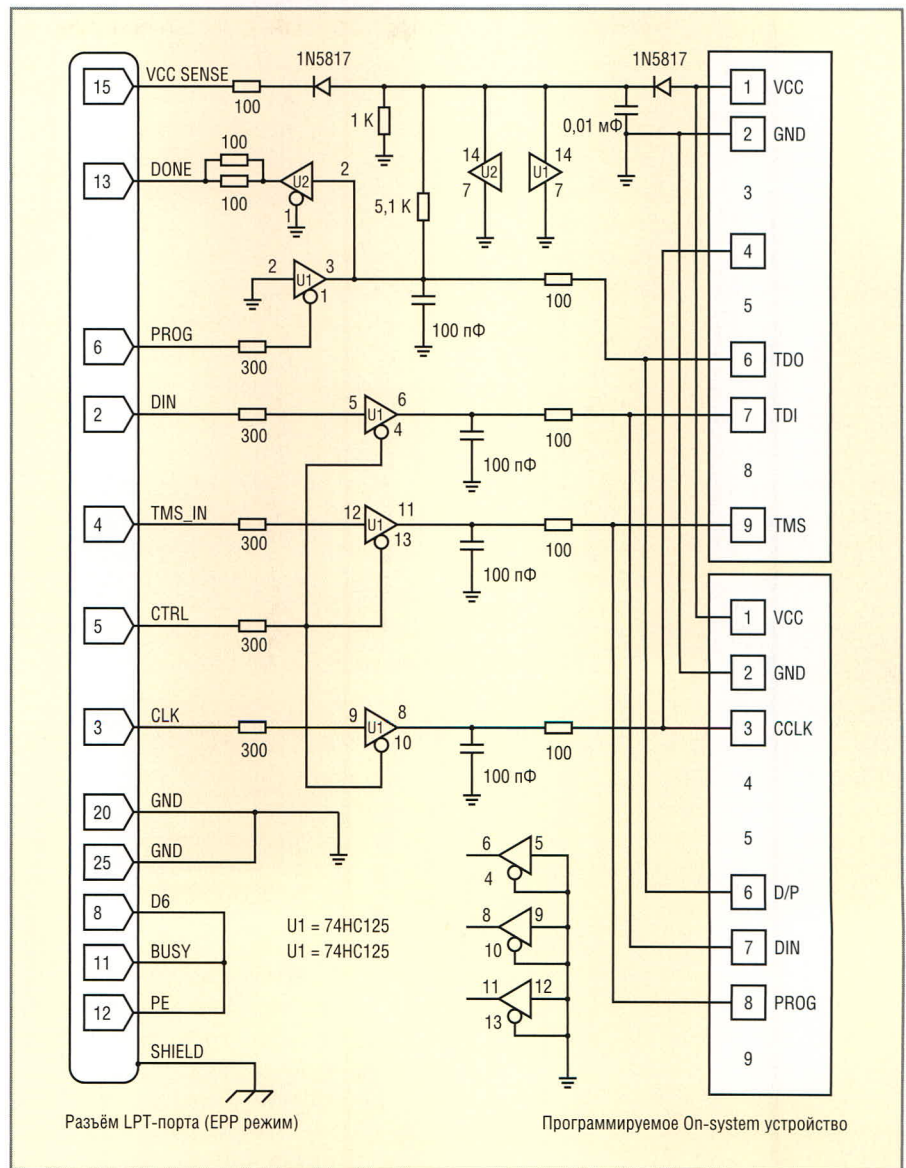 1N5817
1N5817
15
VCC SENSE
100
1 K
0,01 мФ
1
VCC
2
GND
100
13
DONE
100
U2
2
1
14
U2
7
14
U1
7
5,1 K
3
4
2
U1
3
1
100
100 пФ
5
6
PROG
300
6
TDO
2
DIN
300
5
U1
6
4
100
100 пФ
7
TDI
8
4
TMS_IN
300
12
U1
11
13
100
100 пФ
9
TMS
5
CTRL
300
1
VCC
2
GND
3
CLK
300
9
U1
8
10
100
100 пФ
3
CCLK
4
5
20
GND
25
GND
6
5
4
8
D6
U1 = 74HC125
U1 = 74HC125
8
9
10
6
D/P
11
BUSY
7
DIN
12
PE
11
12
13
8
PROG
SHIELD
9
Разъём LPT-порта (EPP режим)
Программируемое On-system устройство